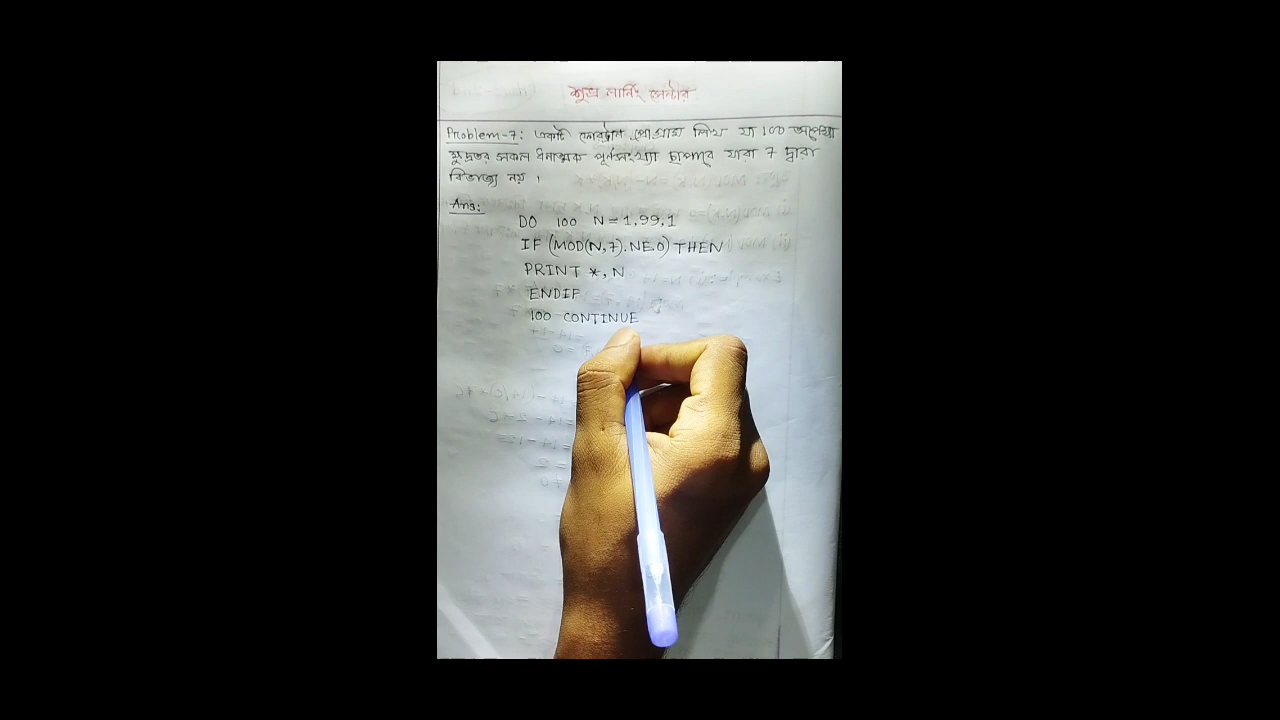 শুভ্র লার্নিং সেন্টার
Problem-7: একটি ফোরট্রান প্রোগ্রাম লিখ যা 100 অপেক্ষা
ক্ষুদ্রতর সকল ধনাত্মক পূর্ণসংখ্যা ছাপাবে যারা 7 দ্বারা
বিভাজ্য নয় ।
Ans:
DO 100 N=1,99,1
IF (MOD(N,7).NE.0) THEN
PRINT *, N
ENDIF
100 CONTINUE